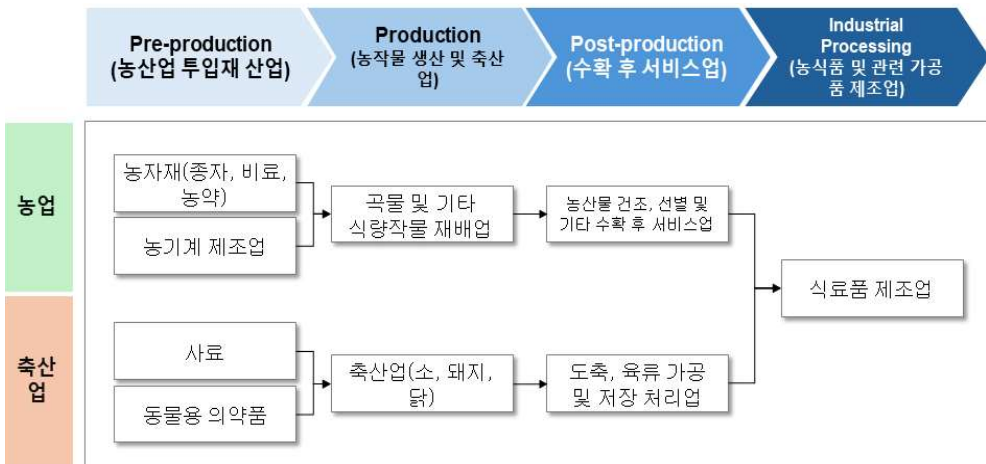 Pre-production
(농산업 투입재 산업)
Production
(농작물 생산 및 축산
업)
Post-production
(수확 후 서비스업)
Industrial
Processing
(농식품 및 관련 가공
품 제조업)
농업
농자재(종자, 비료,
농약)
농기계 제조업
곡물 및 기타
식량작물 재배업
농산물 건조, 선별 및
기타 수확 후 서비스업
식료품 제조업
축산
업
사료
동물용 의약품
축산업(소, 돼지,
닭)
도축, 육류 가공
및 저장 처리업